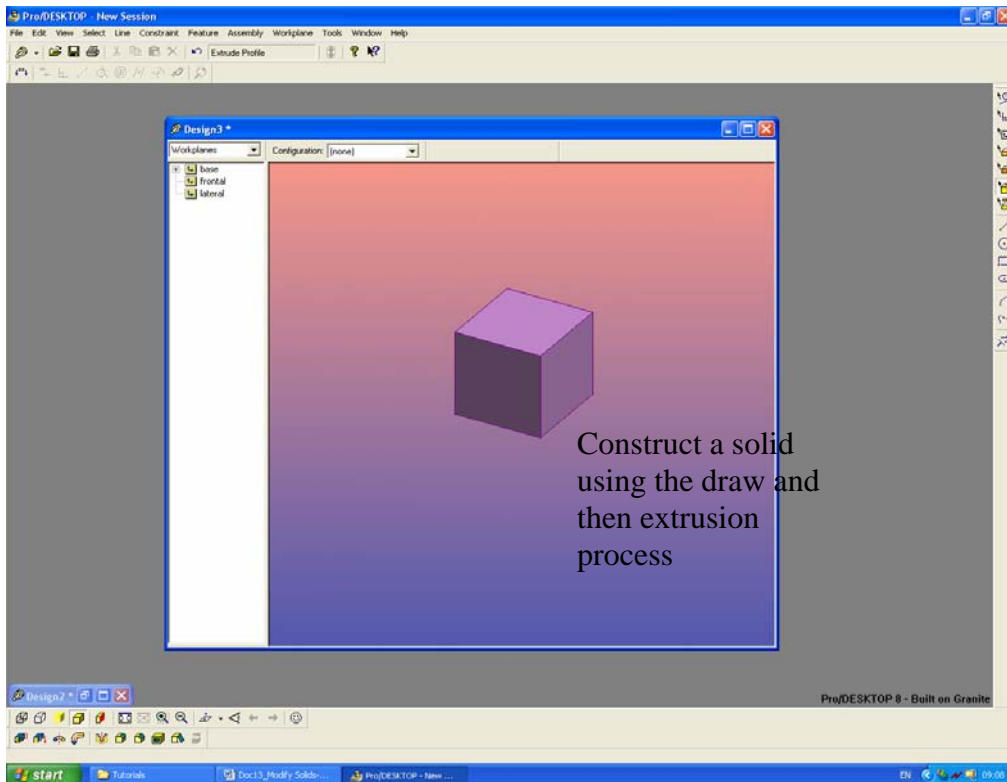 Pro/DESKTOP - New Session
File Edit View Select Line Constraint Feature Assembly Workplane Tools Window Help
Extrude Profile
Design3 *
Workplanes Configuration: (none)
base
frontal
lateral
Construct a solid
using the draw and
then extrusion
process
Design2 *
Pro/DESKTOP 8 - Built on Granite
start Tutorials Doc13_Modify Solids-... Pro/DESKTOP - New ... EN 09:06